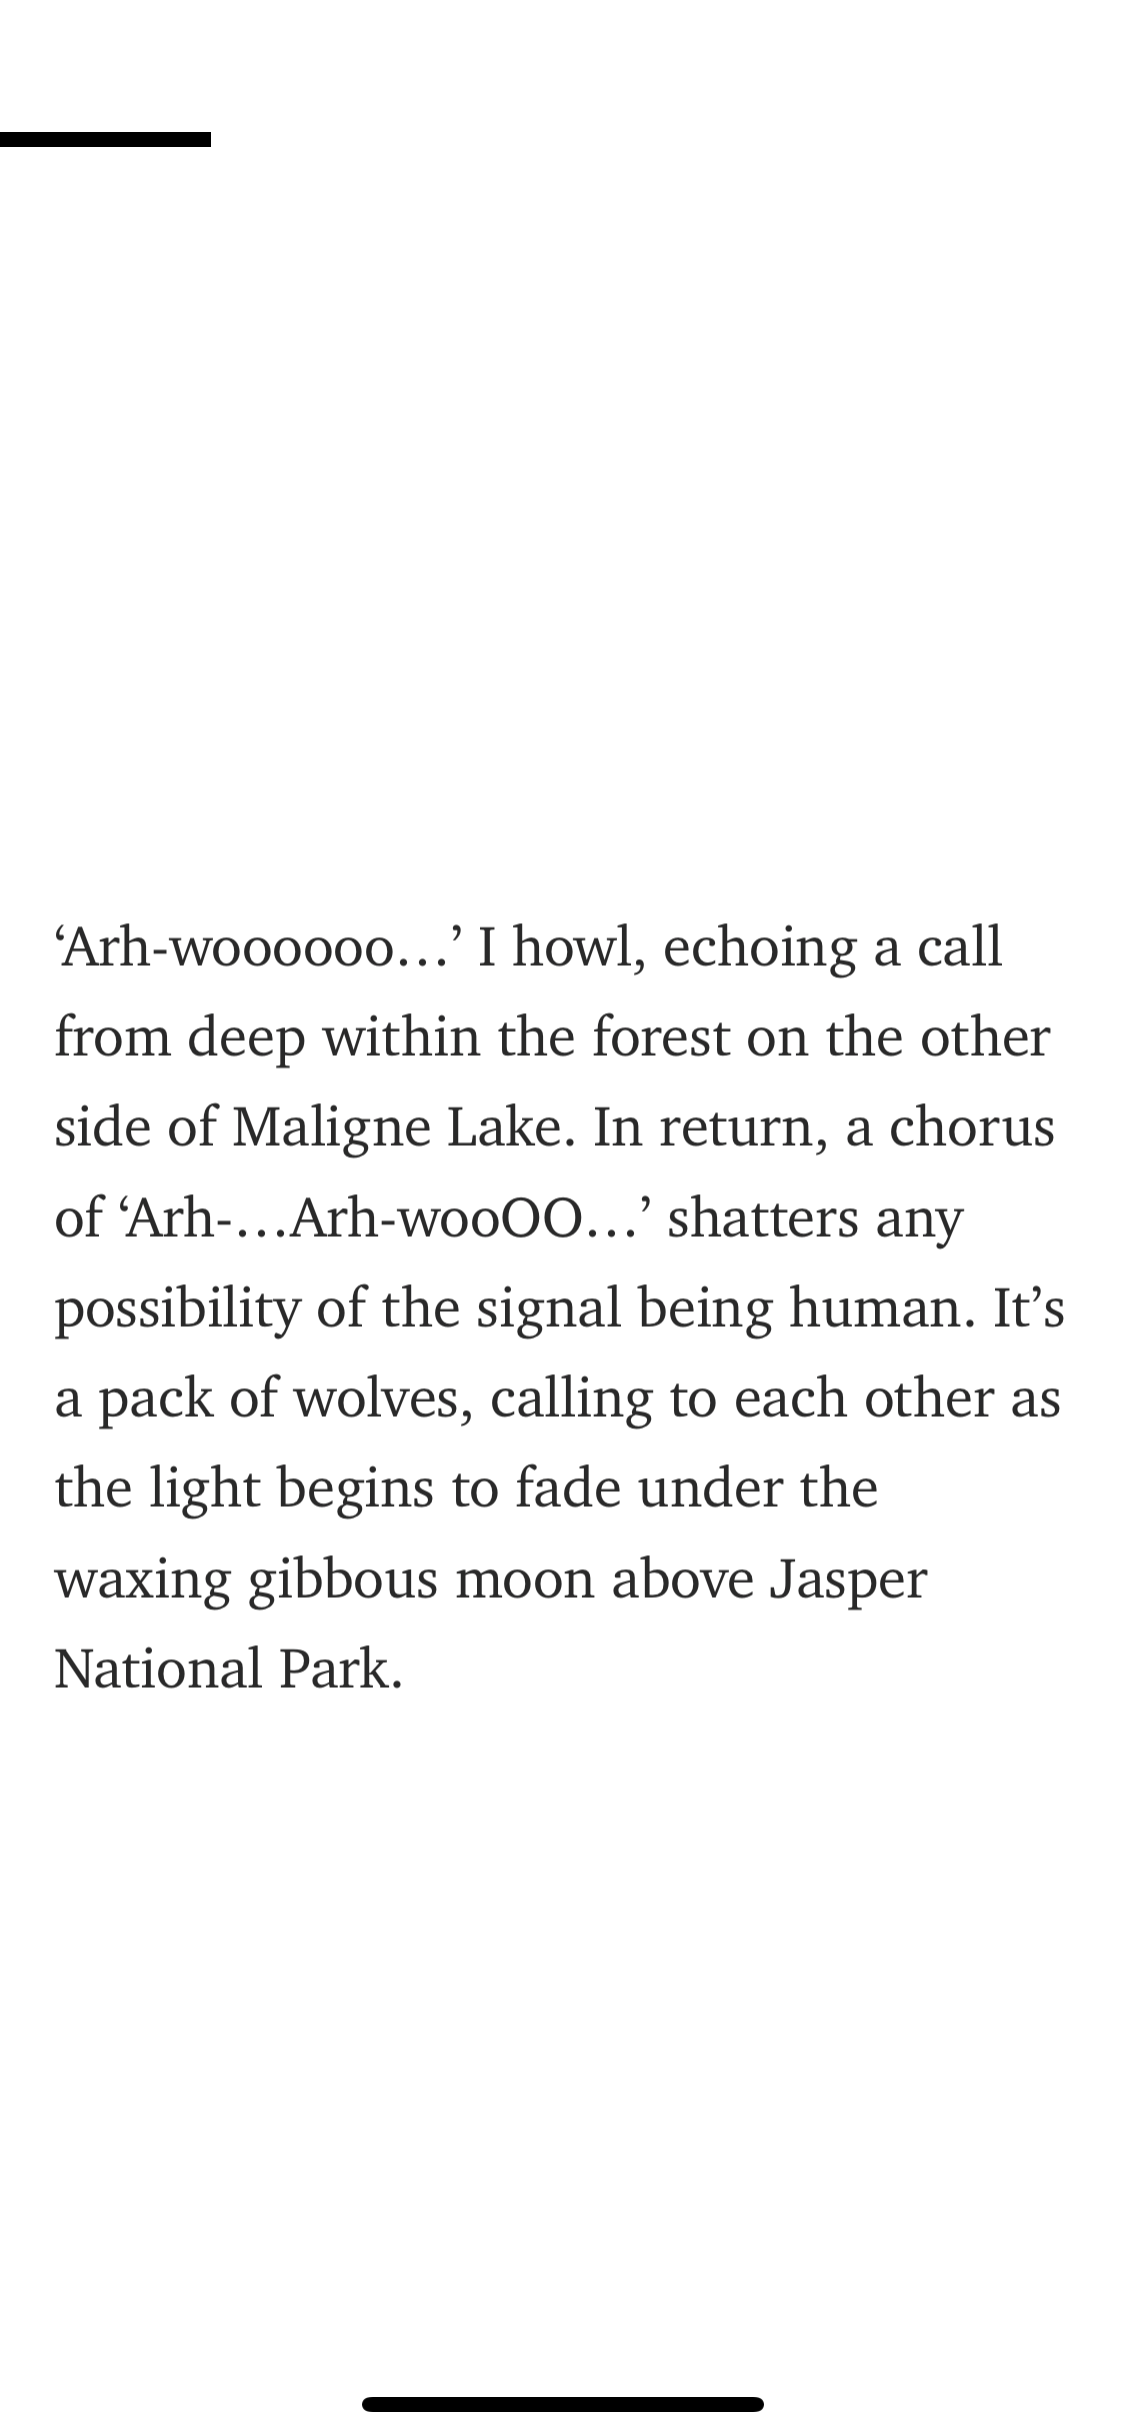 ‘Arh-woooooo…’ I howl, echoing a call
from deep within the forest on the other
side of Maligne Lake. In return, a chorus
of ‘Arh-…Arh-wooOO…’ shatters any
possibility of the signal being human. It’s
a pack of wolves, calling to each other as
the light begins to fade under the
waxing gibbous moon above Jasper
National Park.